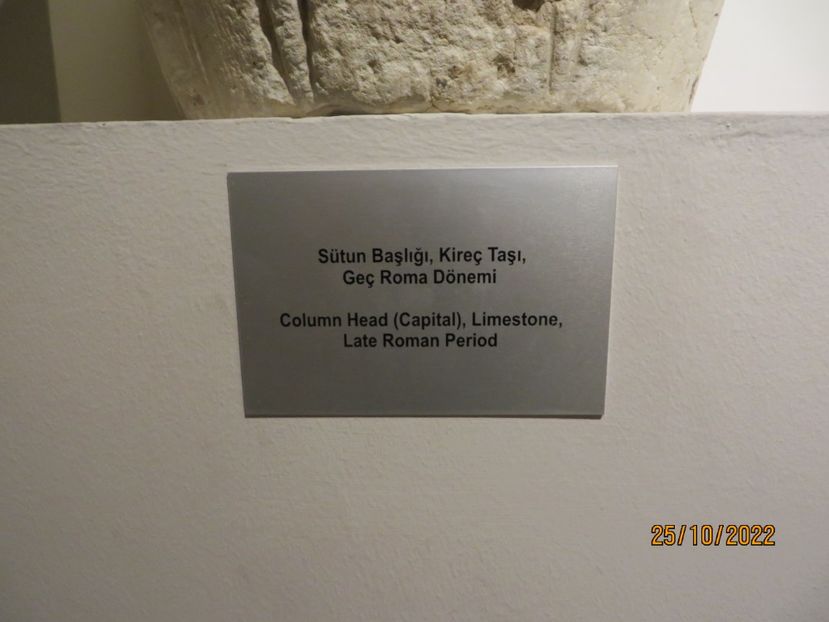 Sütun Başlığı, Kireç Taşı,
Geç Roma Dönemi
Column Head (Capital), Limestone,
Late Roman Period
25/10/2022